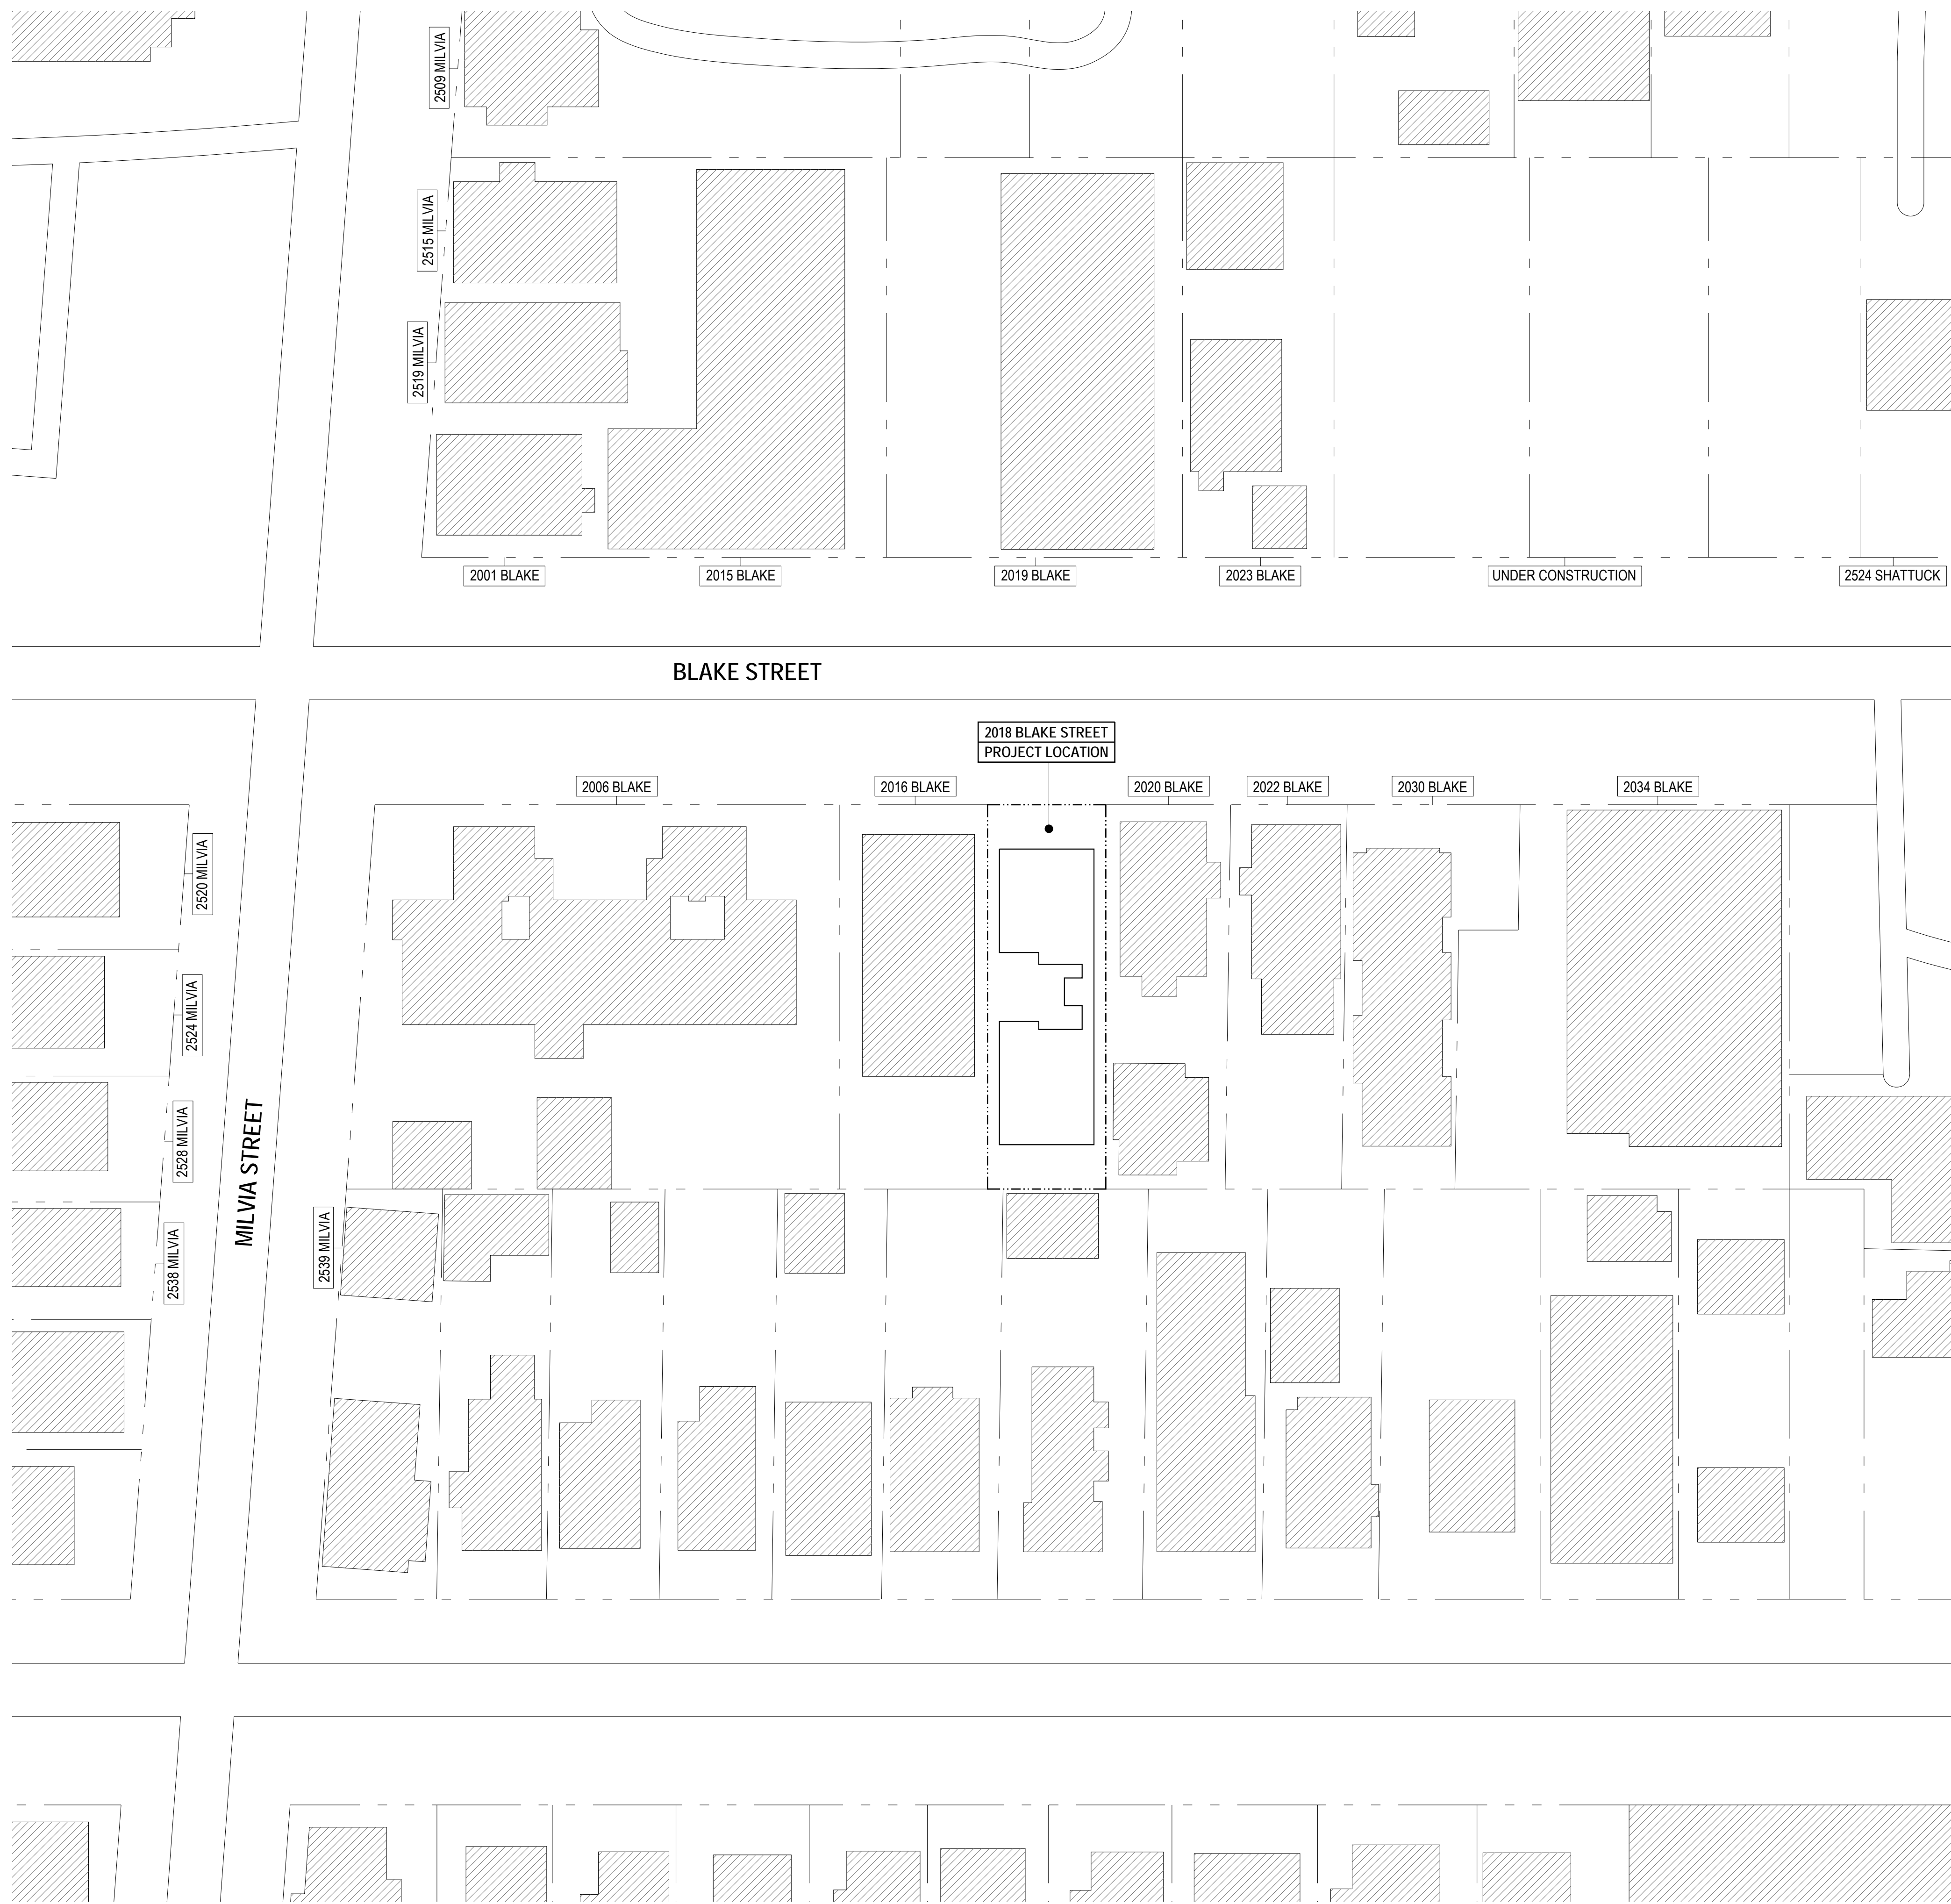 2509 MILVIA
2515 MILVIA
2519 MILVIA
2001 BLAKE
2015 BLAKE
2019 BLAKE
2023 BLAKE
UNDER CONSTRUCTION
2524 SHATTUCK
BLAKE STREET
2018 BLAKE STREET
PROJECT LOCATION
2006 BLAKE
2016 BLAKE
2020 BLAKE
2022 BLAKE
2030 BLAKE
2034 BLAKE
2520 MILVIA
2524 MILVIA
2528 MILVIA
2538 MILVIA
MILVIA STREET
2539 MILVIA